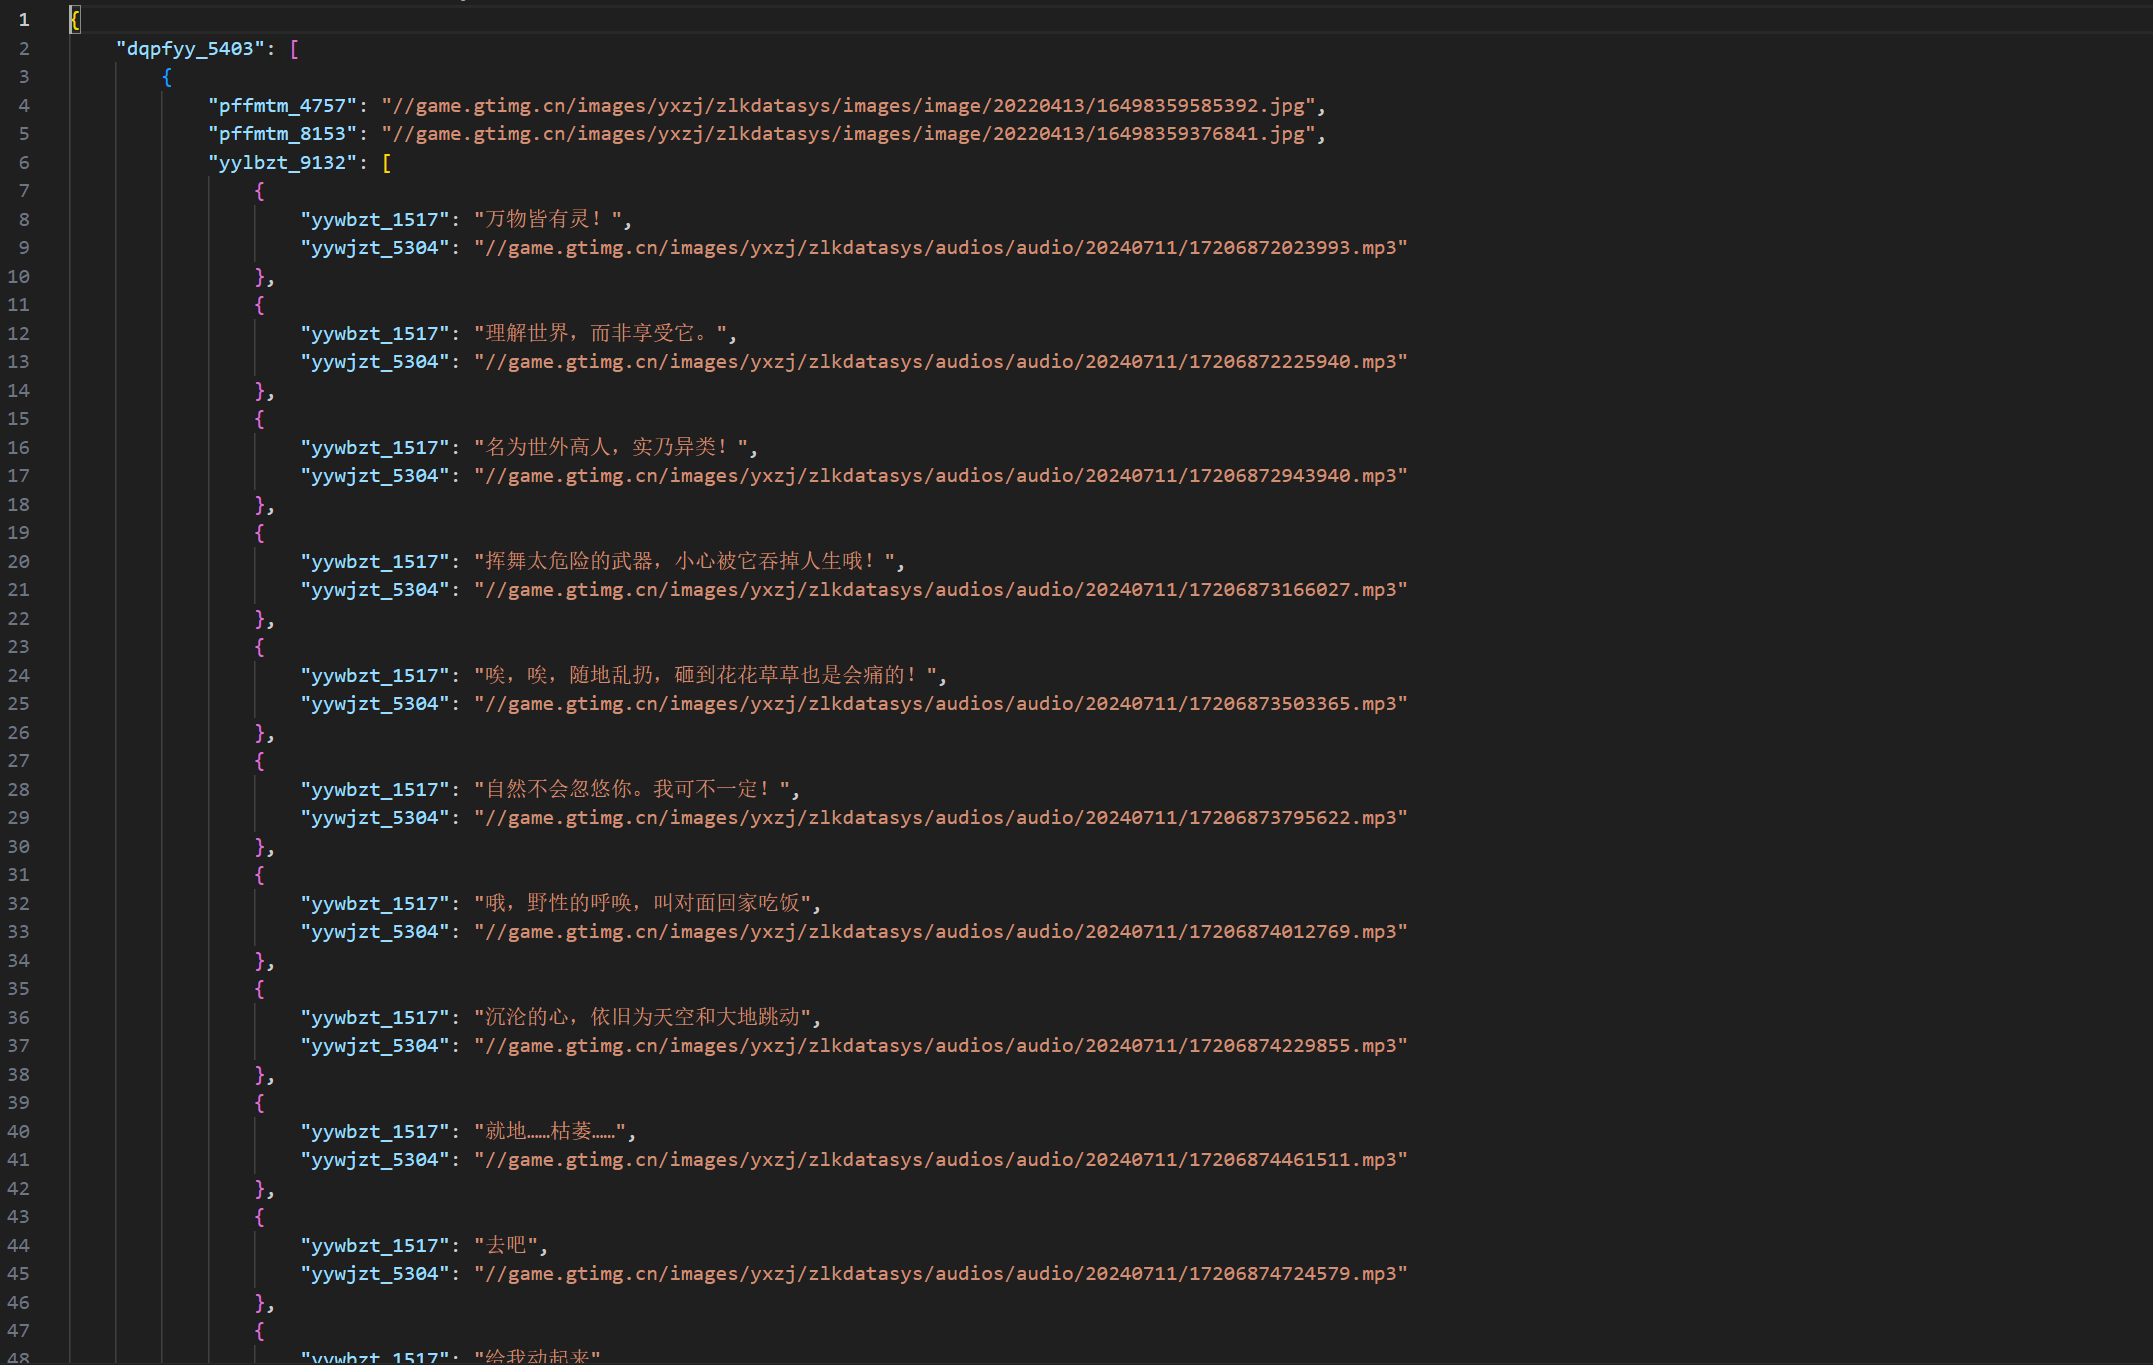 1 {
2 "dqpfyy_5403": [
3 {
4 "pffmtm_4757": "//game.gtimg.cn/images/yxzj/zlkdatasys/images/image/20220413/16498359585392.jpg",
5 "pffmtm_8153": "//game.gtimg.cn/images/yxzj/zlkdatasys/images/image/20220413/16498359376841.jpg",
6 "yylbzt_9132": [
7 {
8 "yywbzt_1517": "万物皆有灵！",
9 "yywjzt_5304": "//game.gtimg.cn/images/yxzj/zlkdatasys/audios/audio/20240711/17206872023993.mp3"
10 },
11 {
12 "yywbzt_1517": "理解世界，而非享受它。",
13 "yywjzt_5304": "//game.gtimg.cn/images/yxzj/zlkdatasys/audios/audio/20240711/17206872225940.mp3"
14 },
15 {
16 "yywbzt_1517": "名为世外高人，实乃异类！",
17 "yywjzt_5304": "//game.gtimg.cn/images/yxzj/zlkdatasys/audios/audio/20240711/17206872943940.mp3"
18 },
19 {
20 "yywbzt_1517": "挥舞太危险的武器，小心被它吞掉人生哦！",
21 "yywjzt_5304": "//game.gtimg.cn/images/yxzj/zlkdatasys/audios/audio/20240711/17206873166027.mp3"
22 },
23 {
24 "yywbzt_1517": "唉，唉，随地乱扔，砸到花花草草也是会痛的！",
25 "yywjzt_5304": "//game.gtimg.cn/images/yxzj/zlkdatasys/audios/audio/20240711/17206873503365.mp3"
26 },
27 {
28 "yywbzt_1517": "自然不会忽悠你。我可不一定！",
29 "yywjzt_5304": "//game.gtimg.cn/images/yxzj/zlkdatasys/audios/audio/20240711/17206873795622.mp3"
30 },
31 {
32 "yywbzt_1517": "哦，野性的呼唤，叫对面回家吃饭",
33 "yywjzt_5304": "//game.gtimg.cn/images/yxzj/zlkdatasys/audios/audio/20240711/17206874012769.mp3"
34 },
35 {
36 "yywbzt_1517": "沉沦的心，依旧为天空和大地跳动",
37 "yywjzt_5304": "//game.gtimg.cn/images/yxzj/zlkdatasys/audios/audio/20240711/17206874229855.mp3"
38 },
39 {
40 "yywbzt_1517": "就地……枯萎……",
41 "yywjzt_5304": "//game.gtimg.cn/images/yxzj/zlkdatasys/audios/audio/20240711/17206874461511.mp3"
42 },
43 {
44 "yywbzt_1517": "去吧",
45 "yywjzt_5304": "//game.gtimg.cn/images/yxzj/zlkdatasys/audios/audio/20240711/17206874724579.mp3"
46 },
47 {
48 "yywbzt_1517": "给我动起来"